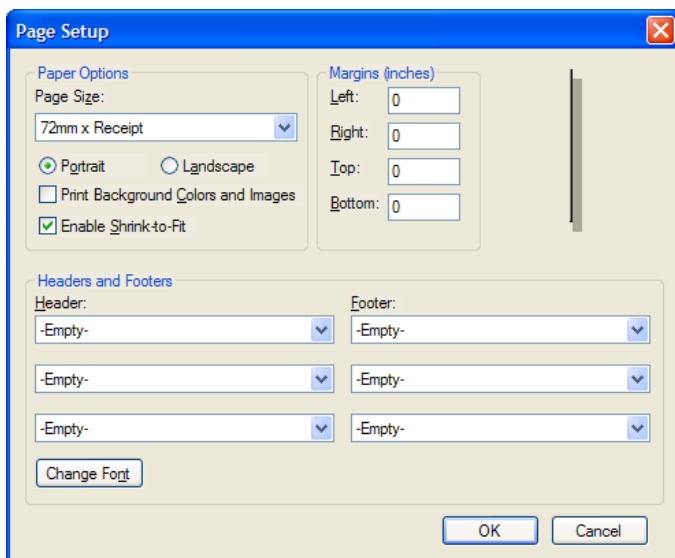 Page Setup
Paper Options
Page Size:
72mm x Receipt
Portrait
Landscape
Print Background Colors and Images
Enable Shrink-to-Fit
Margins (inches)
Left: 0
Right: 0
Top: 0
Bottom: 0
Headers and Footers
Header:
Footer:
-Empty-
-Empty-
-Empty-
-Empty-
-Empty-
-Empty-
Change Font
OK
Cancel